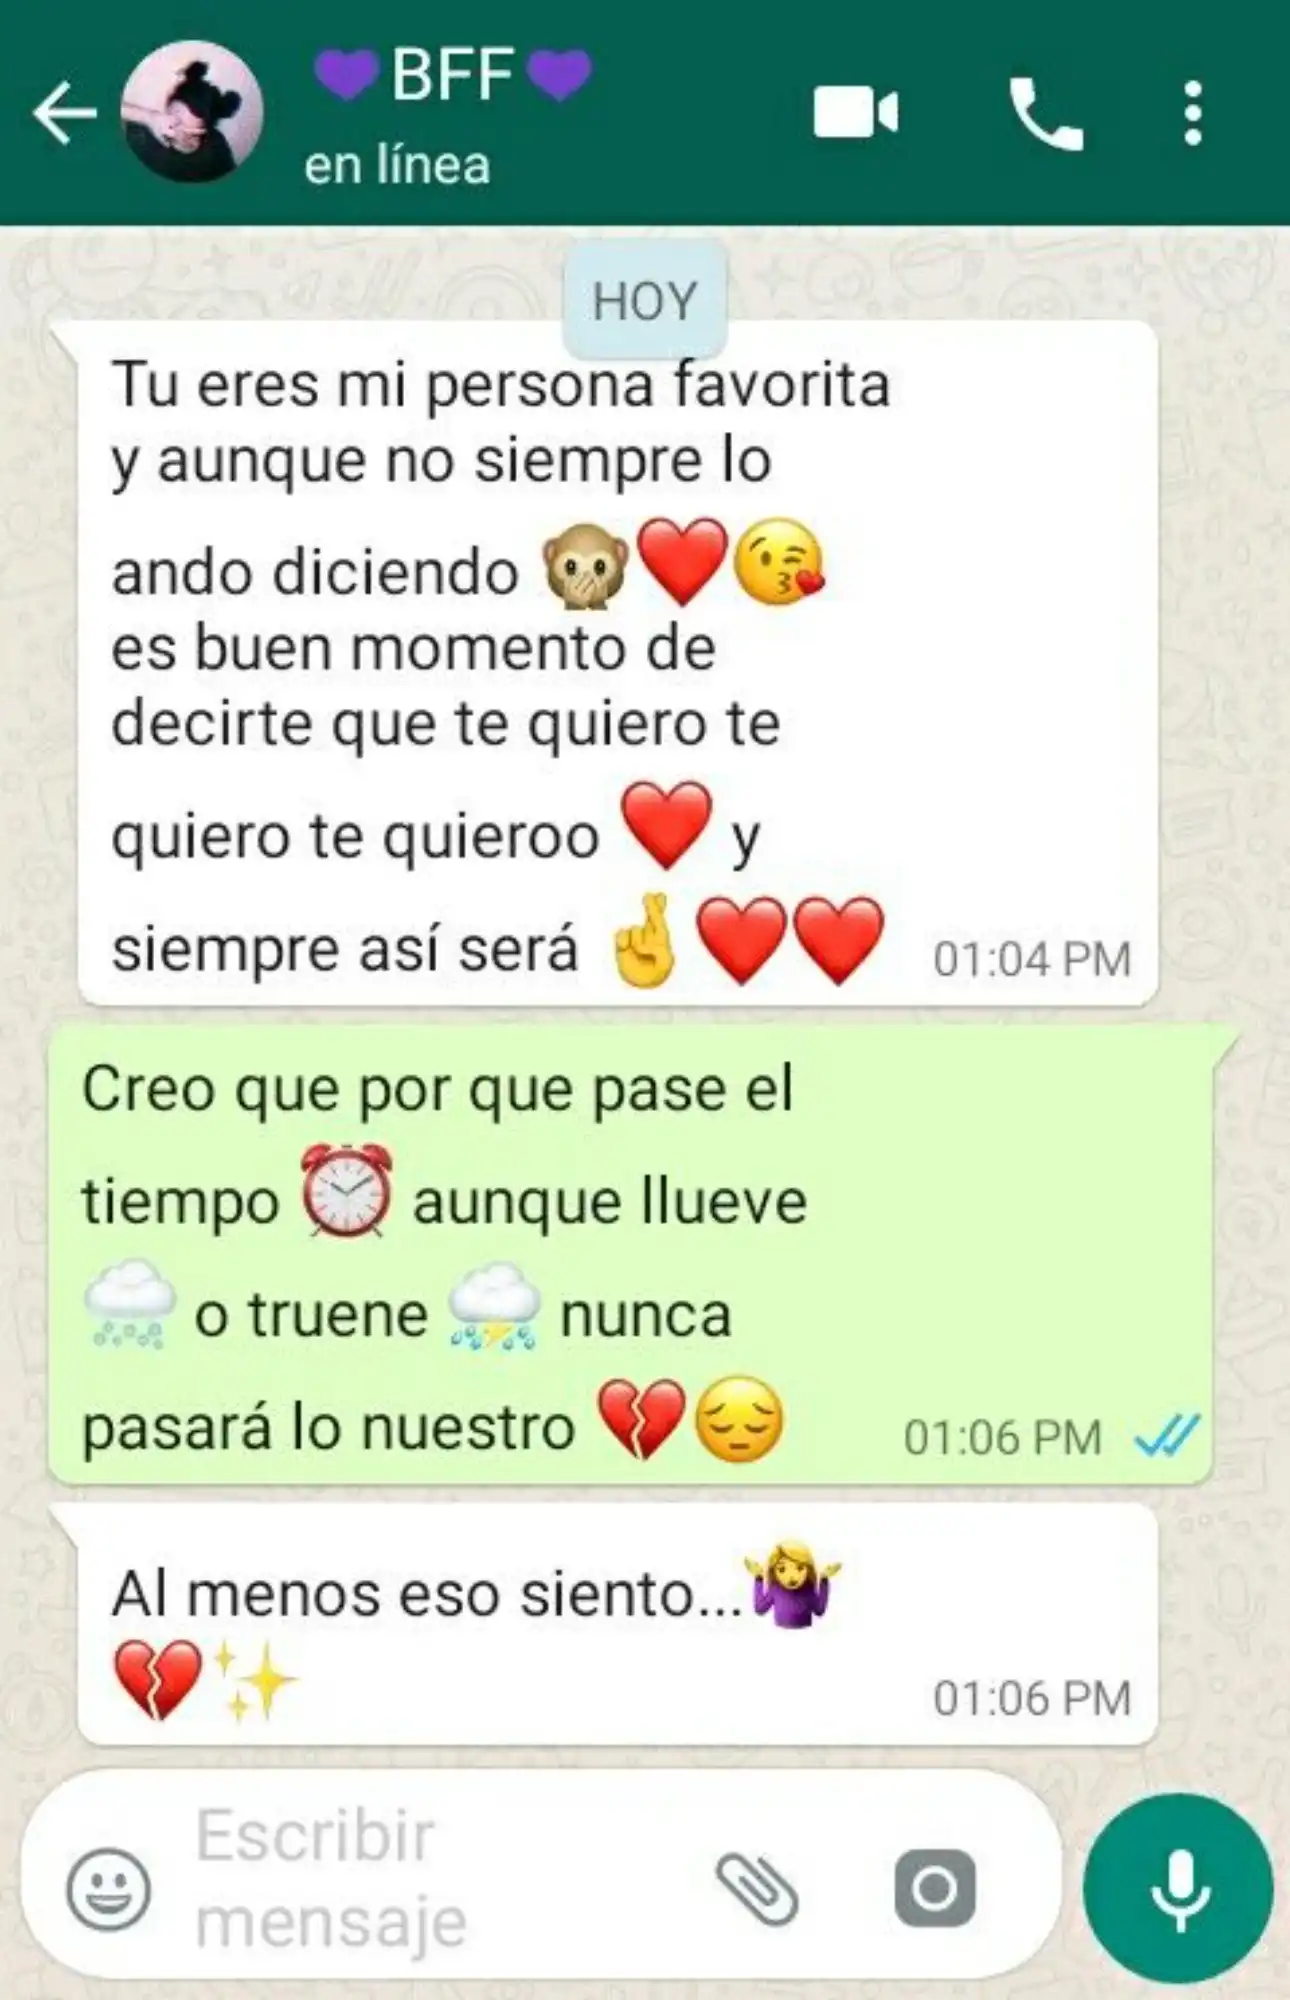 💜BFF💜
en línea
HOY
Tu eres mi persona favorita
y aunque no siempre lo
ando diciendo 🙊❤️😘
es buen momento de
decirte que te quiero te
quiero te quieroo ❤️ y
siempre así será 🤞❤️❤️
01:04 PM
Creo que por que pase el
tiempo ⏰ aunque llueve
🌨️ o truene ⛈️ nunca
pasará lo nuestro 💔😔
01:06 PM
Al menos eso siento...🤷‍♀️
💔✨
01:06 PM
Escribir
mensaje